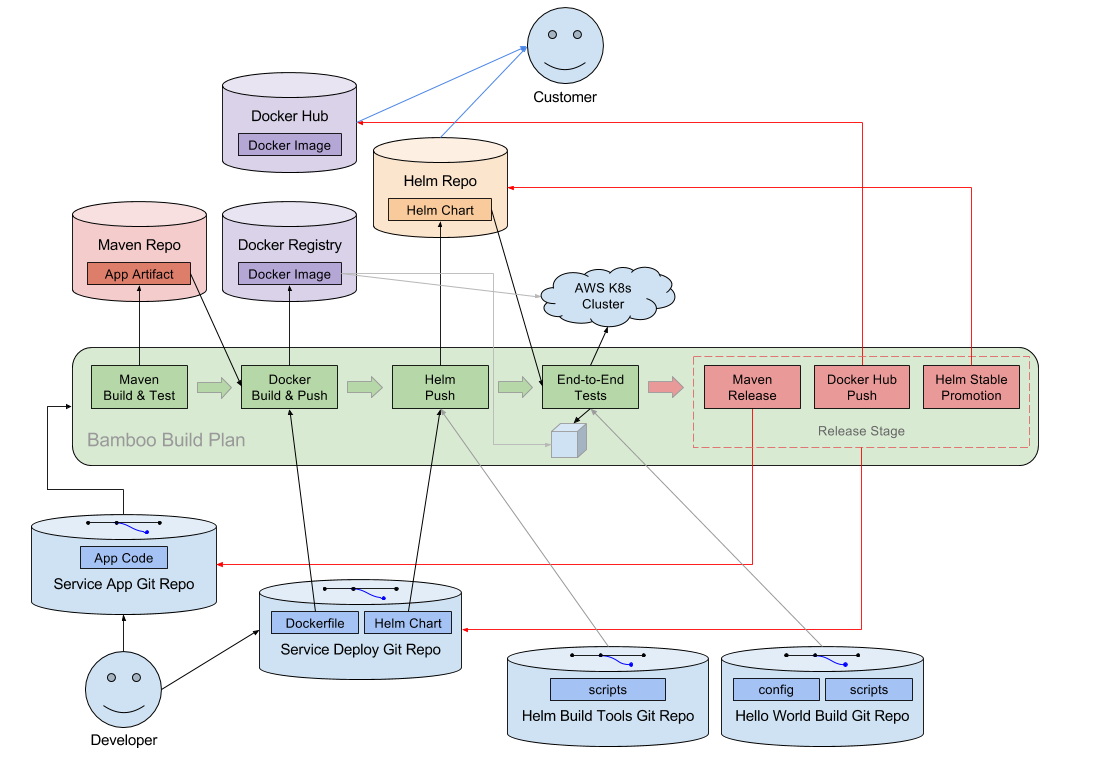 Customer
Docker Hub
Docker Image
Helm Repo
Helm Chart
Maven Repo
App Artifact
Docker Registry
Docker Image
AWS K8s
Cluster
Maven
Build & Test
Docker
Build & Push
Helm
Push
End-to-End
Tests
Maven
Release
Docker Hub
Push
Helm Stable
Promotion
Release Stage
Bamboo Build Plan
App Code
Service App Git Repo
Dockerfile
Helm Chart
Service Deploy Git Repo
scripts
Helm Build Tools Git Repo
config
scripts
Hello World Build Git Repo
Developer